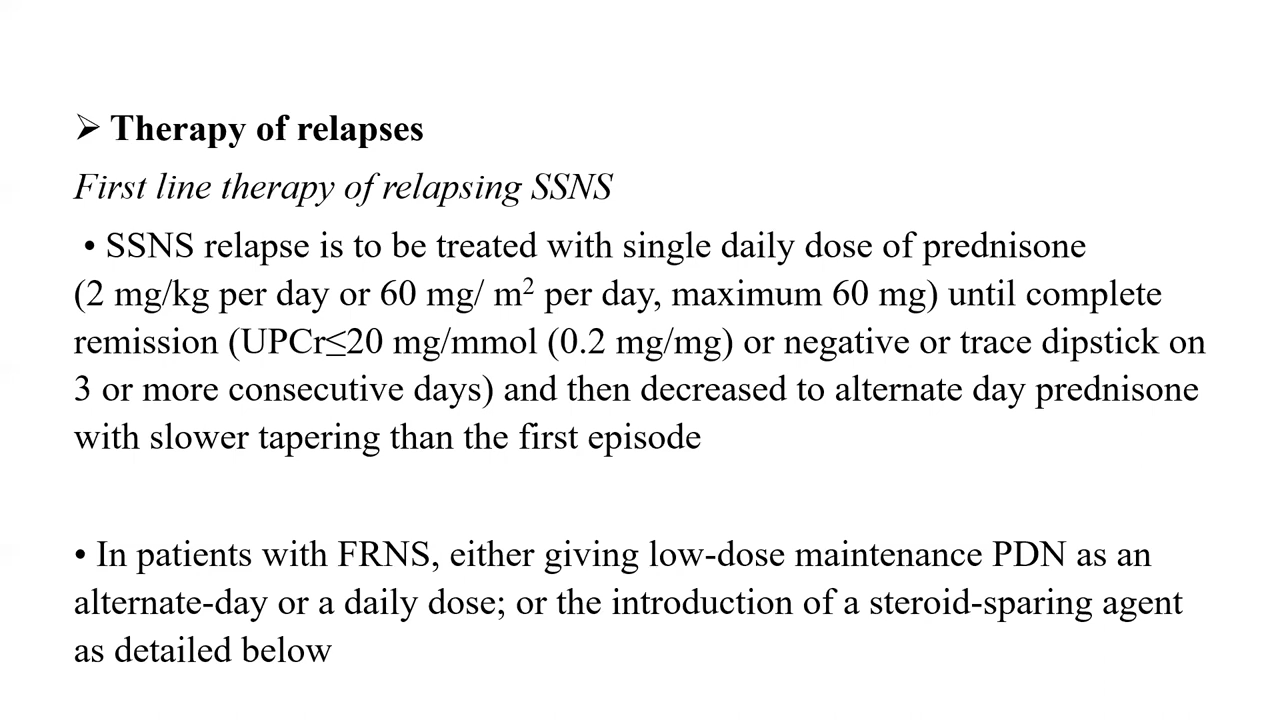 ➢ Therapy of relapses
First line therapy of relapsing SSNS
• SSNS relapse is to be treated with single daily dose of prednisone
(2 mg/kg per day or 60 mg/ m² per day, maximum 60 mg) until complete
remission (UPCr≤20 mg/mmol (0.2 mg/mg) or negative or trace dipstick on
3 or more consecutive days) and then decreased to alternate day prednisone
with slower tapering than the first episode
• In patients with FRNS, either giving low-dose maintenance PDN as an
alternate-day or a daily dose; or the introduction of a steroid-sparing agent
as detailed below